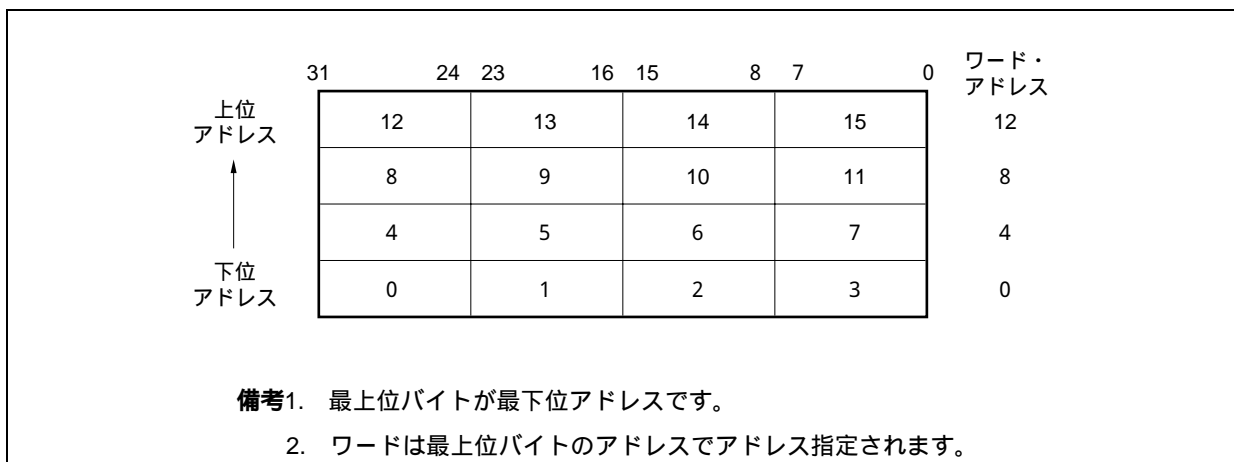 31 24 23 16 15 8 7 0 ワード・
アドレス
上位
アドレス
12 13 14 15 12
8 9 10 11 8
4 5 6 7 4
下位
アドレス
0 1 2 3 0
備考1. 最上位バイトが最下位アドレスです。
2. ワードは最上位バイトのアドレスでアドレス指定されます。